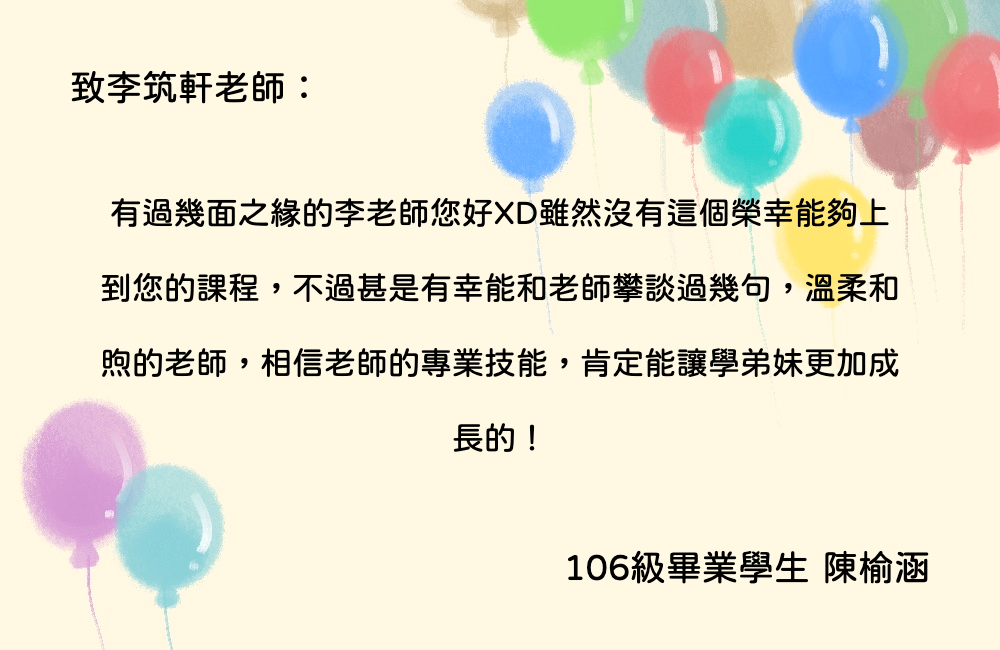 致李筑軒老師：
有過幾面之緣的李老師您好XD雖然沒有這個榮幸能夠上
到您的課程，不過甚是有幸能和老師攀談過幾句，溫柔和
煦的老師，相信老師的專業技能，肯定能讓學弟妹更加成
長的！
106級畢業學生 陳榆涵